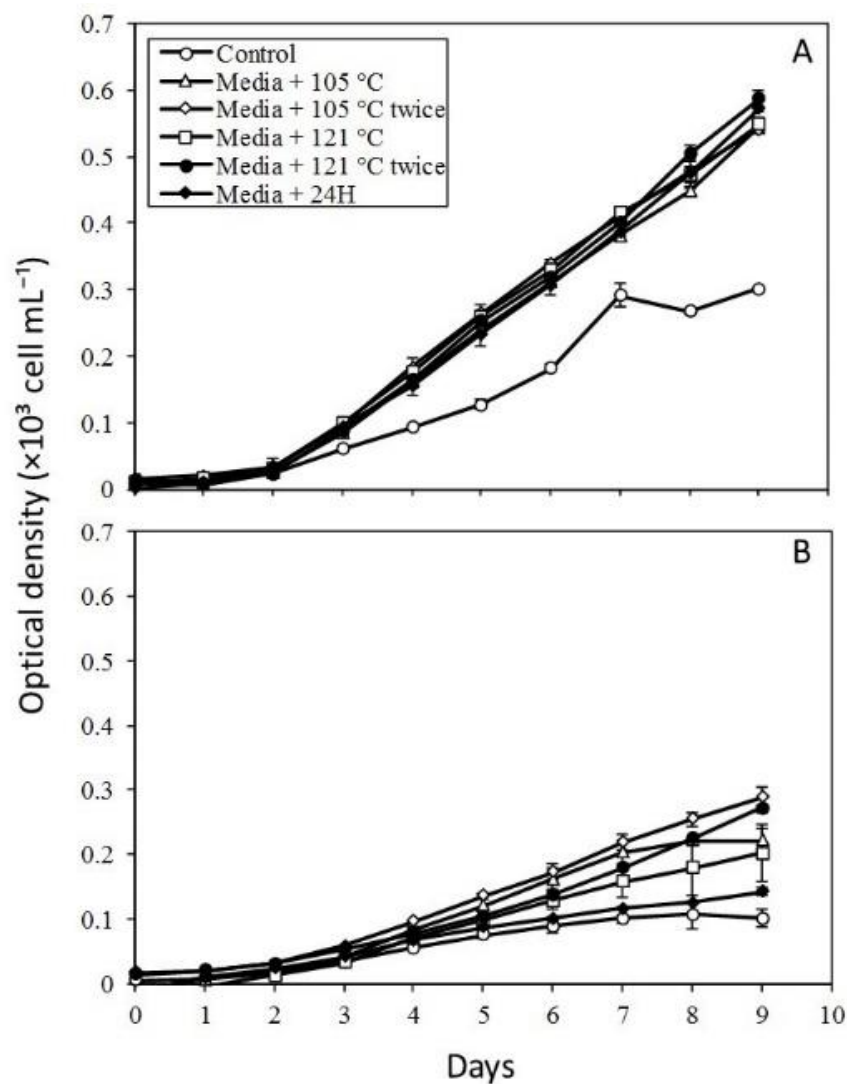 0.7
A
Control
Media + 105 °C
Media + 105 °C twice
Media + 121 °C
Media + 121 °C twice
Media + 24H
0.6
0.5
0.4
0.3
0.2
0.1
0
Optical density (×10³ cell mL⁻¹)
0.7
B
0.6
0.5
0.4
0.3
0.2
0.1
0
0 1 2 3 4 5 6 7 8 9 10
Days